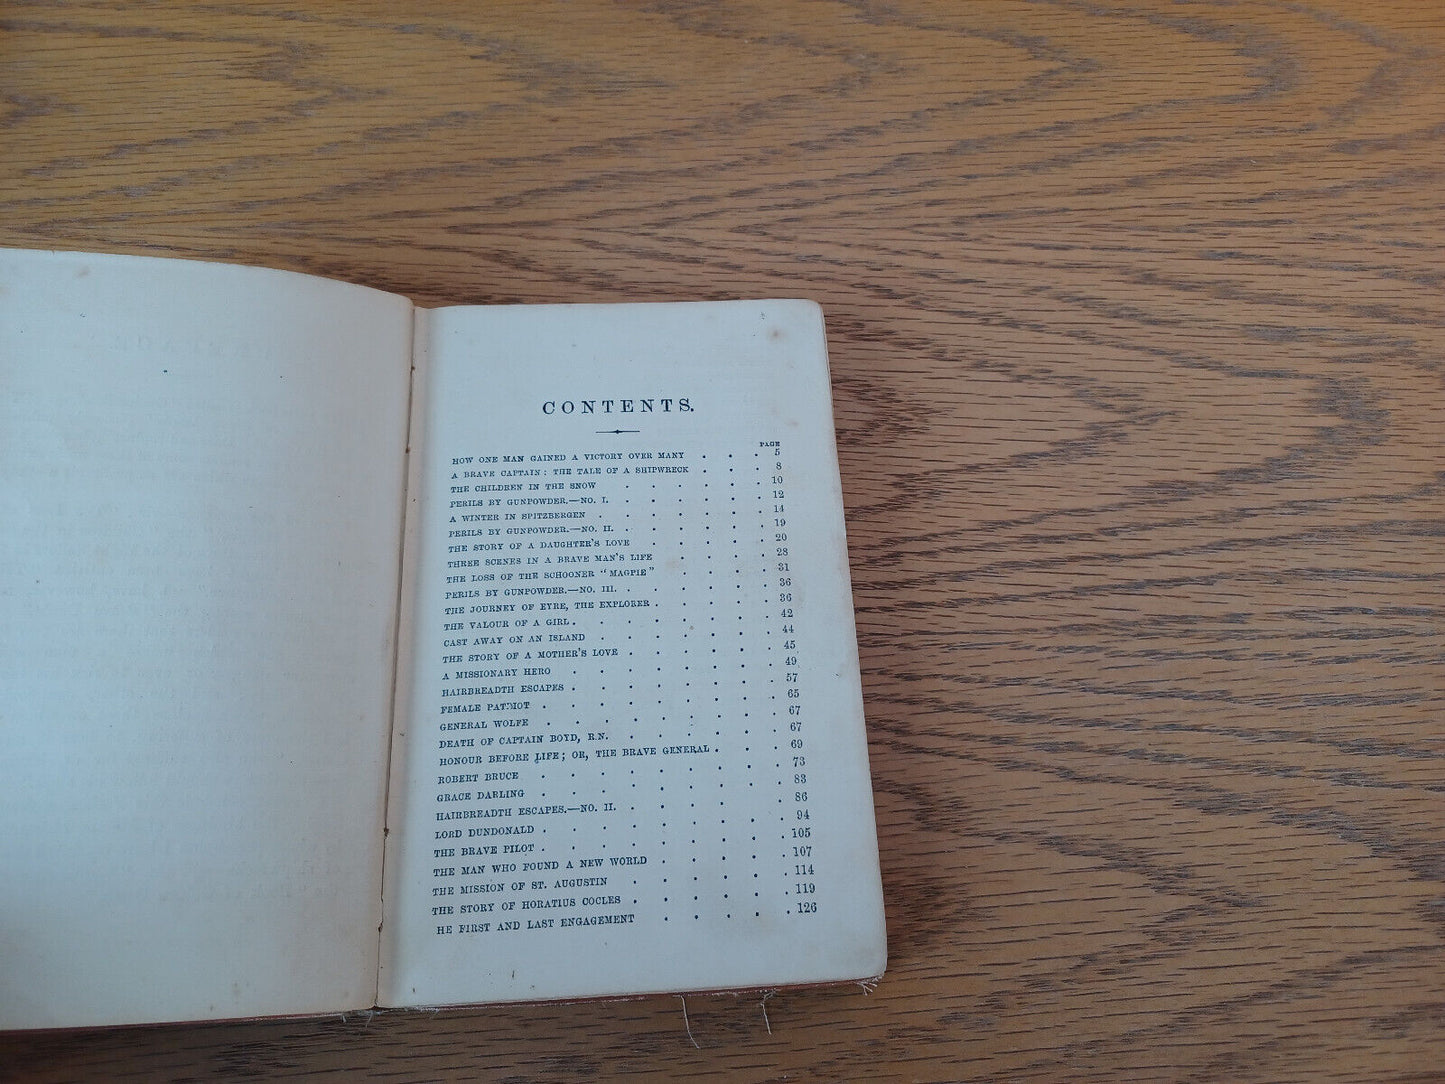 CONTENTS.
PAGE
HOW ONE MAN GAINED A VICTORY OVER MANY . . . 5
A BRAVE CAPTAIN: THE TALE OF A SHIPWRECK . . . 8
THE CHILDREN IN THE SNOW . . . . . . 10
PERILS BY GUNPOWDER.—NO. I. . . . . . . 12
A WINTER IN SPITZBERGEN . . . . . . . 14
PERILS BY GUNPOWDER.—NO. II. . . . . . . 19
THE STORY OF A DAUGHTER'S LOVE . . . . . 20
THREE SCENES IN A BRAVE MAN'S LIFE . . . . . 28
THE LOSS OF THE SCHOONER "MAGPIE" . . . . 31
PERILS BY GUNPOWDER.—NO. III. . . . . . . 36
THE JOURNEY OF EYRE, THE EXPLORER . . . . . 36
THE VALOUR OF A GIRL . . . . . . . . 42
CAST AWAY ON AN ISLAND . . . . . . . 44
THE STORY OF A MOTHER'S LOVE . . . . . . 45
A MISSIONARY HERO . . . . . . . . 49
HAIRBREADTH ESCAPES . . . . . . . . 57
FEMALE PATRIOT . . . . . . . . . 65
GENERAL WOLFE . . . . . . . . . 67
DEATH OF CAPTAIN BOYD, R.N. . . . . . . 67
HONOUR BEFORE LIFE; OR, THE BRAVE GENERAL . . . 69
ROBERT BRUCE . . . . . . . . . 73
GRACE DARLING . . . . . . . . . 83
HAIRBREADTH ESCAPES.—NO. II. . . . . . . 86
LORD DUNDONALD . . . . . . . . . 94
THE BRAVE PILOT . . . . . . . . . 105
THE MAN WHO FOUND A NEW WORLD . . . . . 107
THE MISSION OF ST. AUGUSTIN . . . . . . 114
THE STORY OF HORATIUS COCLES . . . . . . 119
HE FIRST AND LAST ENGAGEMENT . . . . . 126